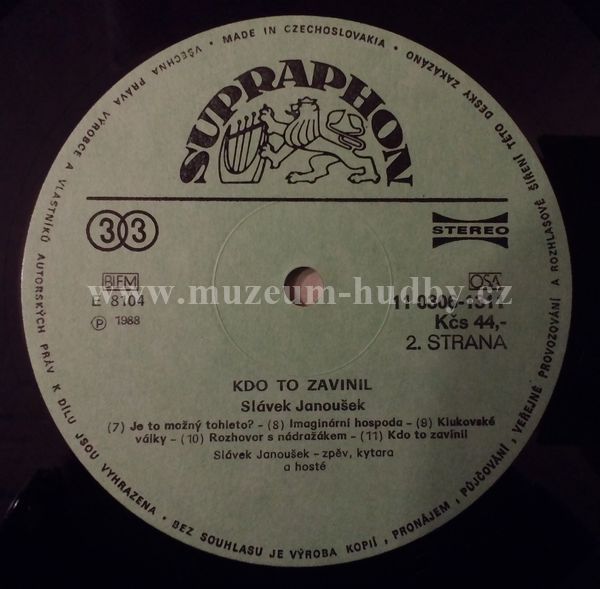 VŠECHNA PRÁVA VÝROBCE A VLASTNÍKŮ AUTORSKÝCH PRÁV K DÍLU JSOU VYHRAZENA • BEZ SOUHLASU JE VÝROBA KOPIÍ, PRONÁJEM, PŮJČOVÁNÍ, VEŘEJNÉ PROVOZOVÁNÍ A ROZHLASOVÉ ŠÍŘENÍ TÉTO DESKY ZAKÁZÁNO • MADE IN CZECHOSLOVAKIA •
SUPRAPHON
33
STEREO
BIEM
OSA
E 8104
www.muzeum-hudby.cz
℗ 1988
Kčs 44,-
2. STRANA
KDO TO ZAVINIL
Slávek Janoušek
(7) Je to možný tohleto? – (8) Imaginární hospoda – (9) Klukovské
války – (10) Rozhovor s nádražákem – (11) Kdo to zavinil
Slávek Janoušek – zpěv, kytara
a hosté